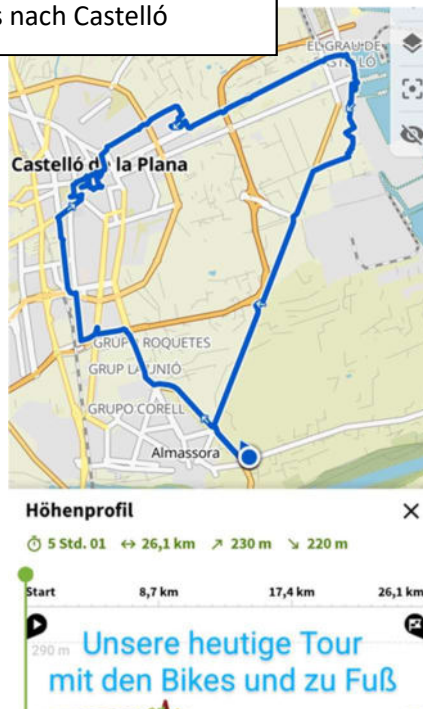 nach Castelló
EL GRAU DE
CASTELLÓ
Castelló de la Plana
GRUP ROQUETES
GRUP LA UNIÓ
GRUPO CORELL
Almassora
Höhenprofil
5 Std. 01 26,1 km 230 m 220 m
Start 8,7 km 17,4 km 26,1 km
290 m
Unsere heutige Tour
mit den Bikes und zu Fuß